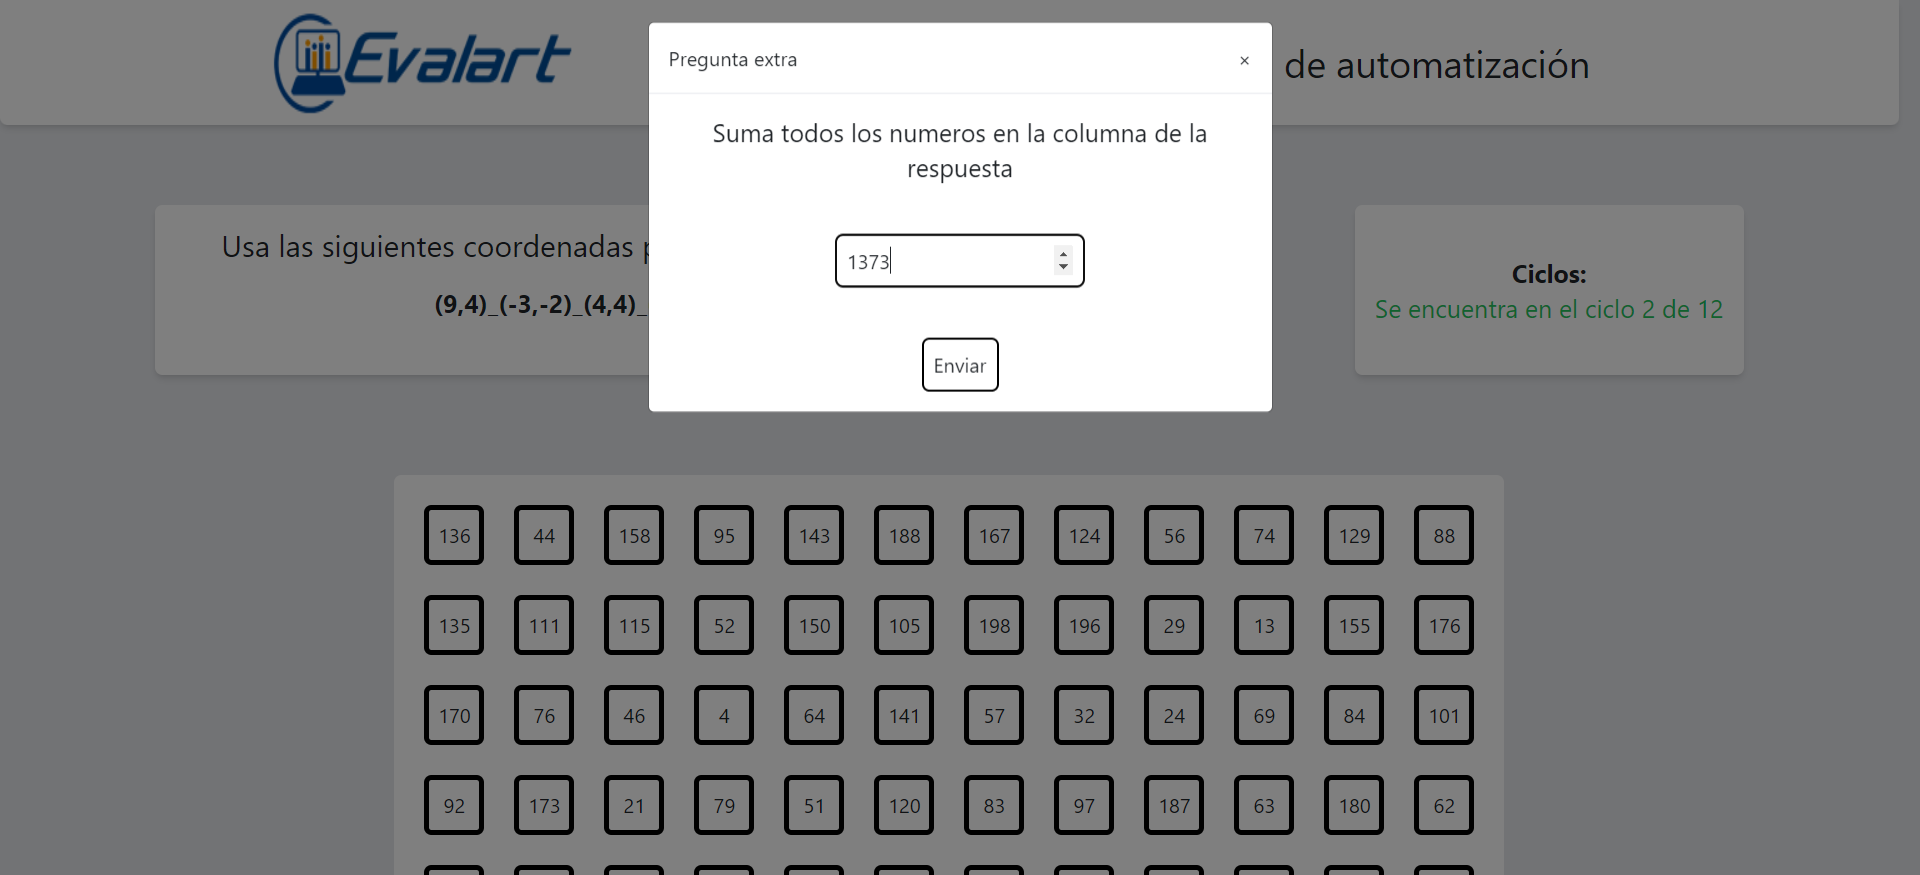 Evalart
de automatización
Pregunta extra
×
Suma todos los numeros en la columna de la
respuesta
1373
Enviar
Usa las siguientes coordenadas
(9,4)_(-3,-2)_(4,4)_
Ciclos:
Se encuentra en el ciclo 2 de 12
136 44 158 95 143 188 167 124 56 74 129 88
135 111 115 52 150 105 198 196 29 13 155 176
170 76 46 4 64 141 57 32 24 69 84 101
92 173 21 79 51 120 83 97 187 63 180 62